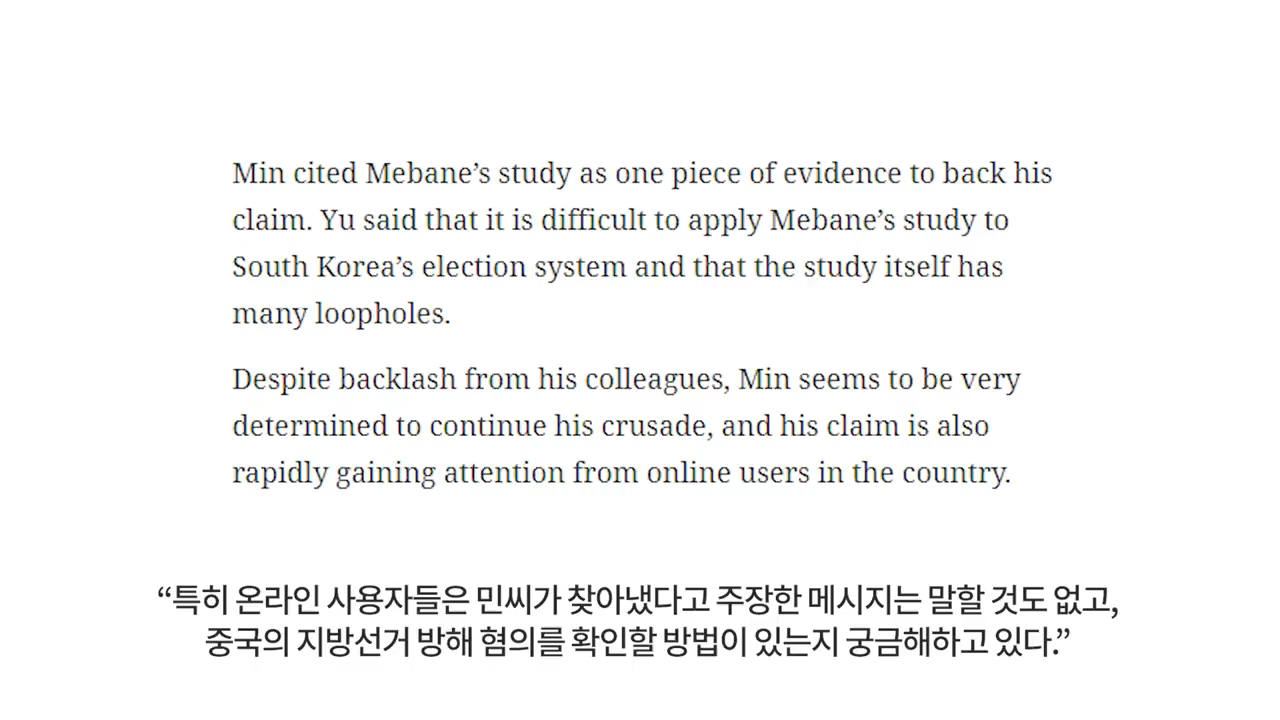 Min cited Mebane’s study as one piece of evidence to back his
claim. Yu said that it is difficult to apply Mebane’s study to
South Korea’s election system and that the study itself has
many loopholes.
Despite backlash from his colleagues, Min seems to be very
determined to continue his crusade, and his claim is also
rapidly gaining attention from online users in the country.
“특히 온라인 사용자들은 민씨가 찾아냈다고 주장한 메시지는 말할 것도 없고,
중국의 지방선거 방해 혐의를 확인할 방법이 있는지 궁금해하고 있다.”